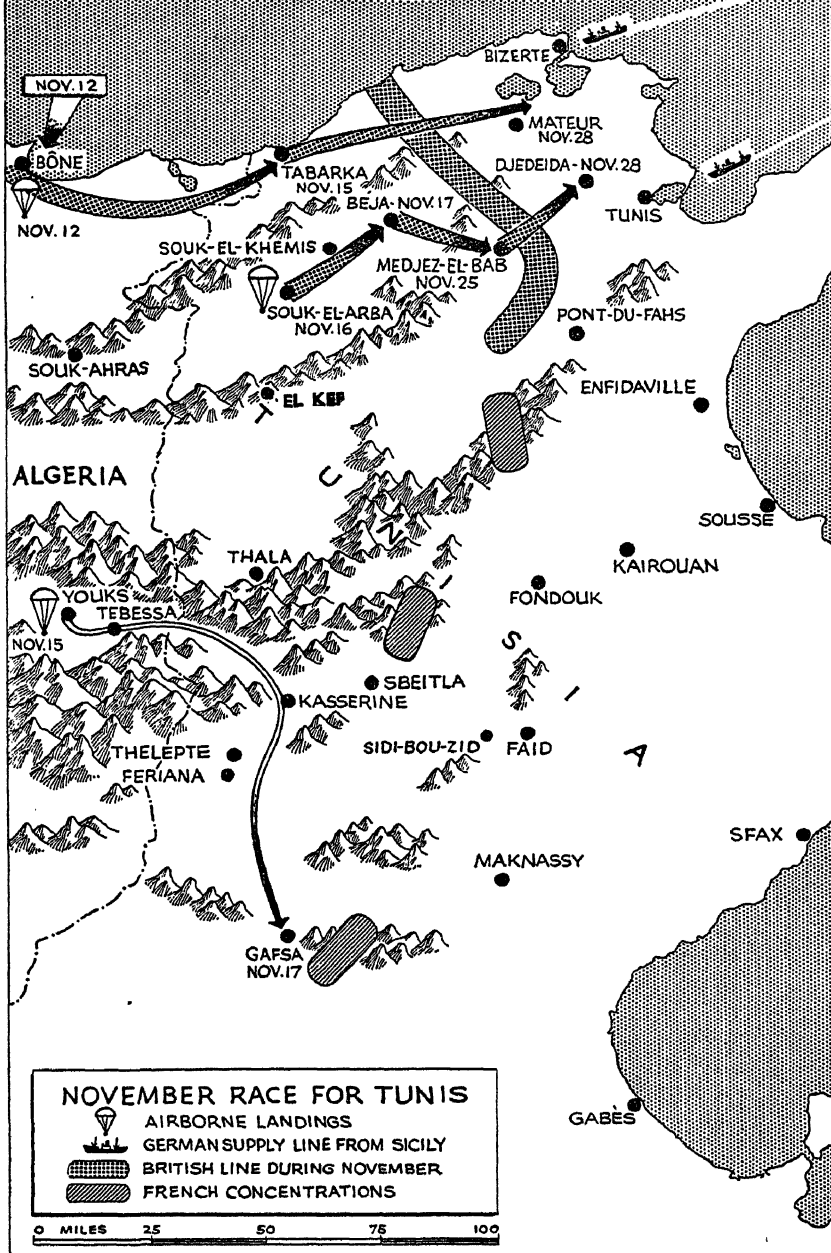 BIZERTE
NOV. 12
MATEUR
NOV. 28
BÔNE
TABARKA
NOV. 15
DJEDEIDA-NOV. 28
NOV. 12
BEJA-NOV. 17
TUNIS
SOUK-EL-KHEMIS
MEDJEZ-EL-BAB
NOV. 25
SOUK-EL-ARBA
NOV. 16
PONT-DU-FAHS
SOUK-AHRAS
EL KEF
ENFIDAVILLE
ALGERIA
TUNISIA
SOUSSE
THALA
KAIROUAN
YOUKS
FONDOUK
TEBESSA
NOV. 15
SBEITLA
KASSERINE
SIDI-BOU-ZID
FAID
THELEPTE
FERIANA
SFAX
MAKNASSY
GAFSA
NOV. 17
GABÈS
NOVEMBER RACE FOR TUNIS
AIRBORNE LANDINGS
GERMAN SUPPLY LINE FROM SICILY
BRITISH LINE DURING NOVEMBER
FRENCH CONCENTRATIONS
0 MILES 25 50 75 100